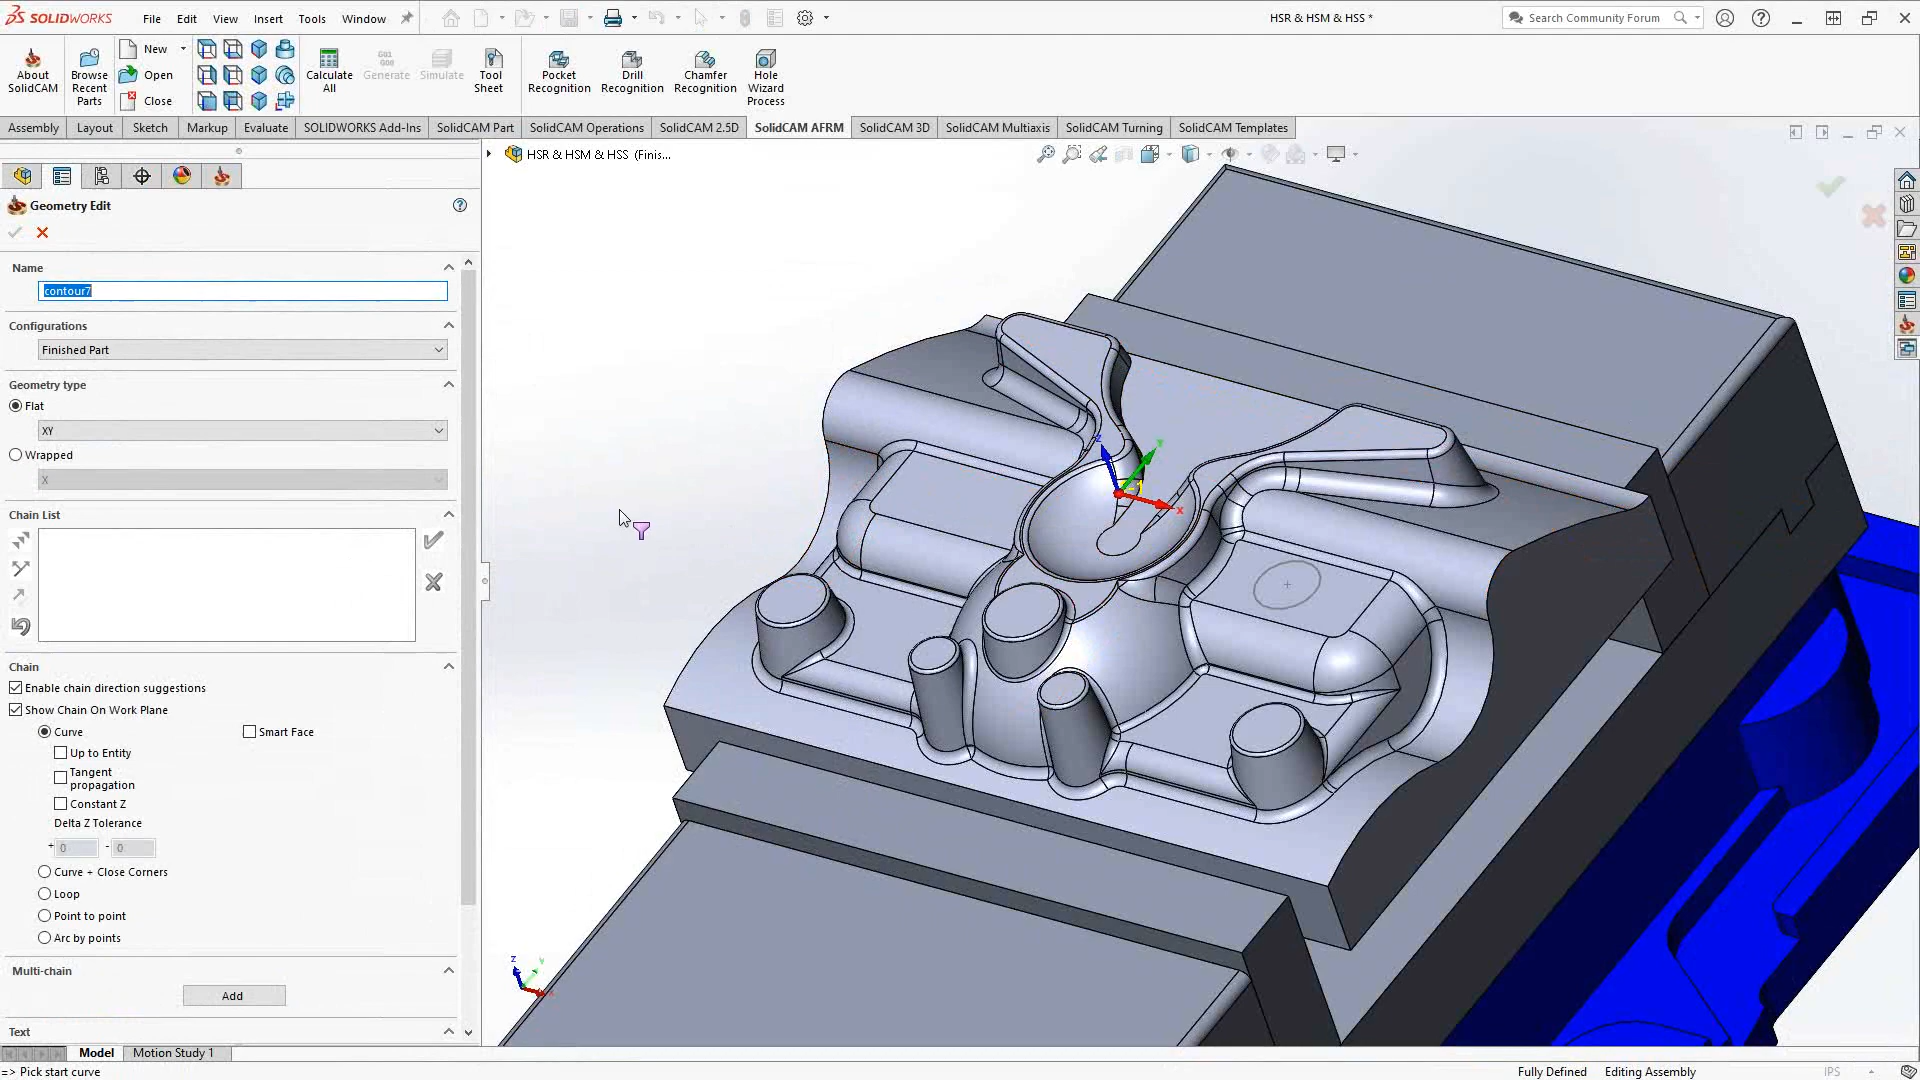 SOLIDWORKS File Edit View Insert Tools Window HSR & HSM & HSS * Search Community Forum
About SolidCAM
Browse Recent Parts
New
Open
Close
Calculate All
G01 G00
Generate
Simulate
Tool Sheet
Pocket Recognition
Drill Recognition
Chamfer Recognition
Hole Wizard Process
Assembly Layout Sketch Markup Evaluate SOLIDWORKS Add-Ins SolidCAM Part SolidCAM Operations SolidCAM 2.5D SolidCAM AFRM SolidCAM 3D SolidCAM Multiaxis SolidCAM Turning SolidCAM Templates
HSR & HSM & HSS (Finis...
Geometry Edit
Name
contour7
Configurations
Finished Part
Geometry type
Flat
XY
Wrapped
X
Chain List
Chain
Enable chain direction suggestions
Show Chain On Work Plane
Curve Smart Face
Up to Entity
Tangent
propagation
Constant Z
Delta Z Tolerance
+ 0 - 0
Curve + Close Corners
Loop
Point to point
Arc by points
Multi-chain
Add
Text
Z Y
1
X
Z Y
Model Motion Study 1
=> Pick start curve Fully Defined Editing Assembly IPS